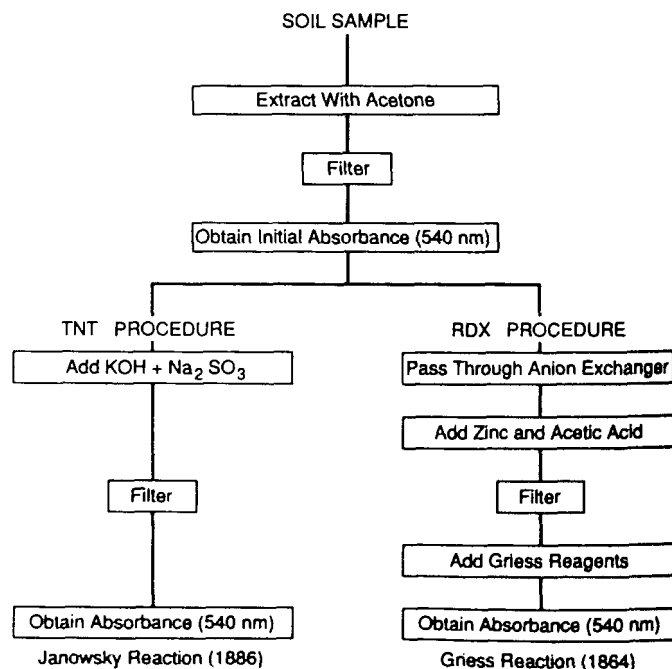 SOIL SAMPLE
Extract With Acetone
Filter
Obtain Initial Absorbance (540 nm)
TNT PROCEDURE
Add KOH + Na2 SO3
Filter
Obtain Absorbance (540 nm)
Janowsky Reaction (1886)
RDX PROCEDURE
Pass Through Anion Exchanger
Add Zinc and Acetic Acid
Filter
Add Griess Reagents
Obtain Absorbance (540 nm)
Griess Reaction (1864)